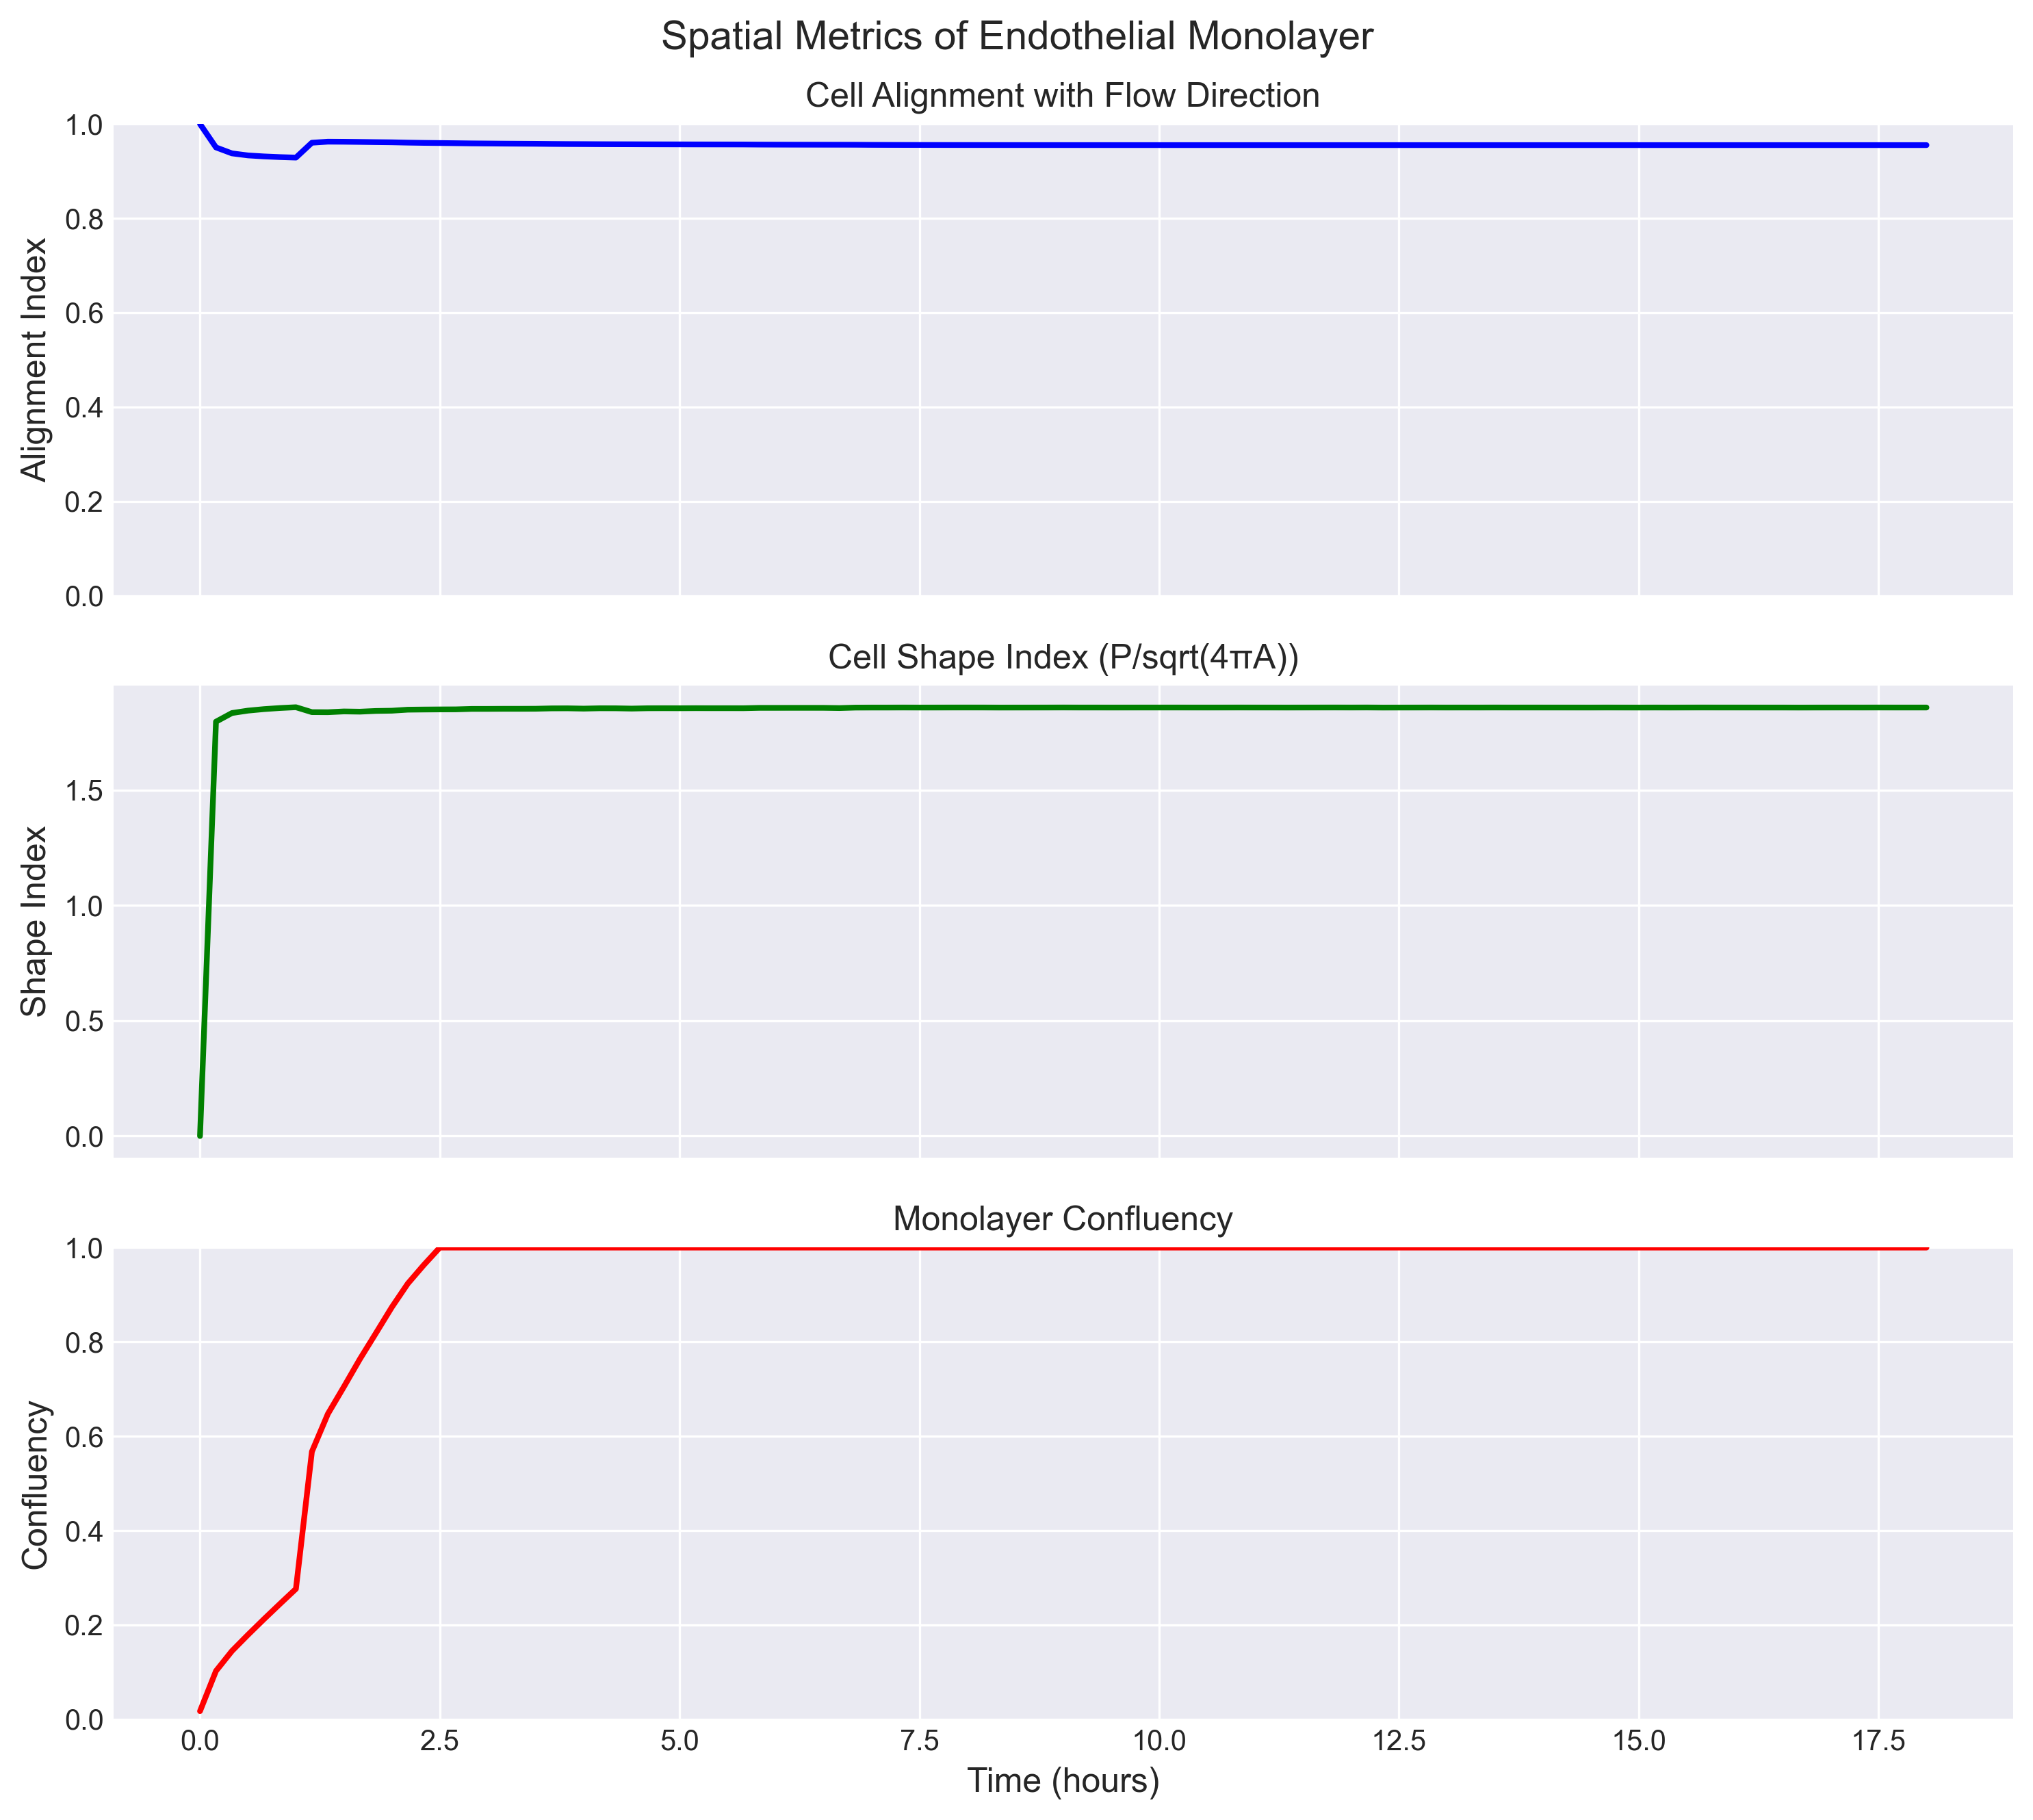 Spatial Metrics of Endothelial Monolayer
Cell Alignment with Flow Direction
Alignment Index
1.0
0.8
0.6
0.4
0.2
0.0
Cell Shape Index (P/sqrt(4πA))
Shape Index
1.5
1.0
0.5
0.0
Monolayer Confluency
Confluency
1.0
0.8
0.6
0.4
0.2
0.0
0.0 2.5 5.0 7.5 10.0 12.5 15.0 17.5
Time (hours)